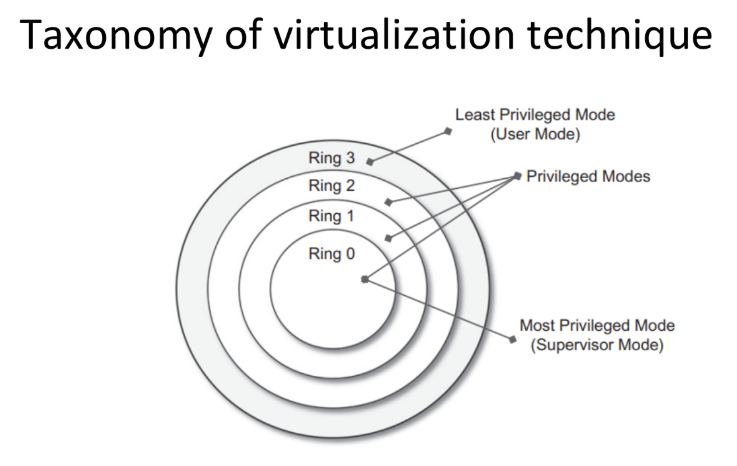 Taxonomy of virtualization technique
Least Privileged Mode
(User Mode)
Ring 3
Privileged Modes
Ring 2
Ring 1
Ring 0
Most Privileged Mode
(Supervisor Mode)